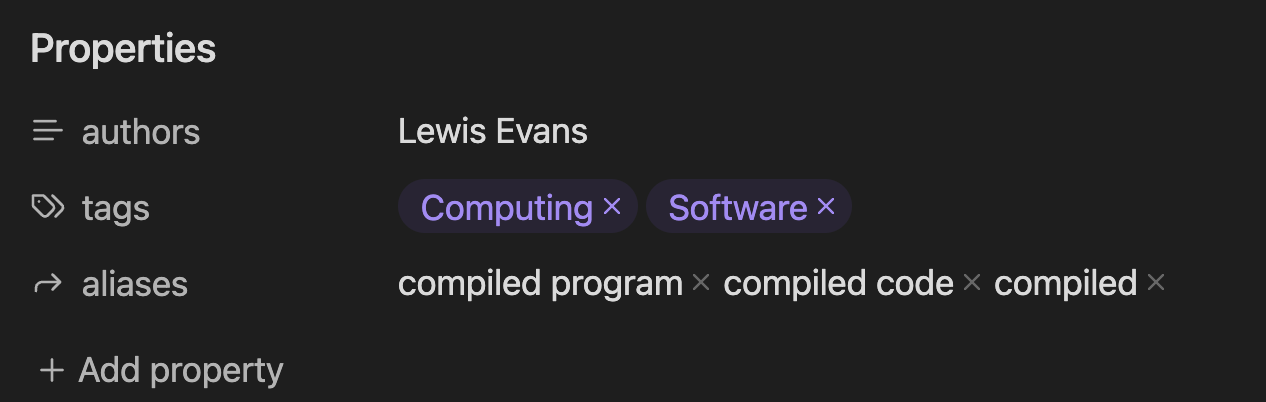 Properties
authors Lewis Evans
tags Computing × Software ×
aliases compiled program × compiled code × compiled ×
+ Add property